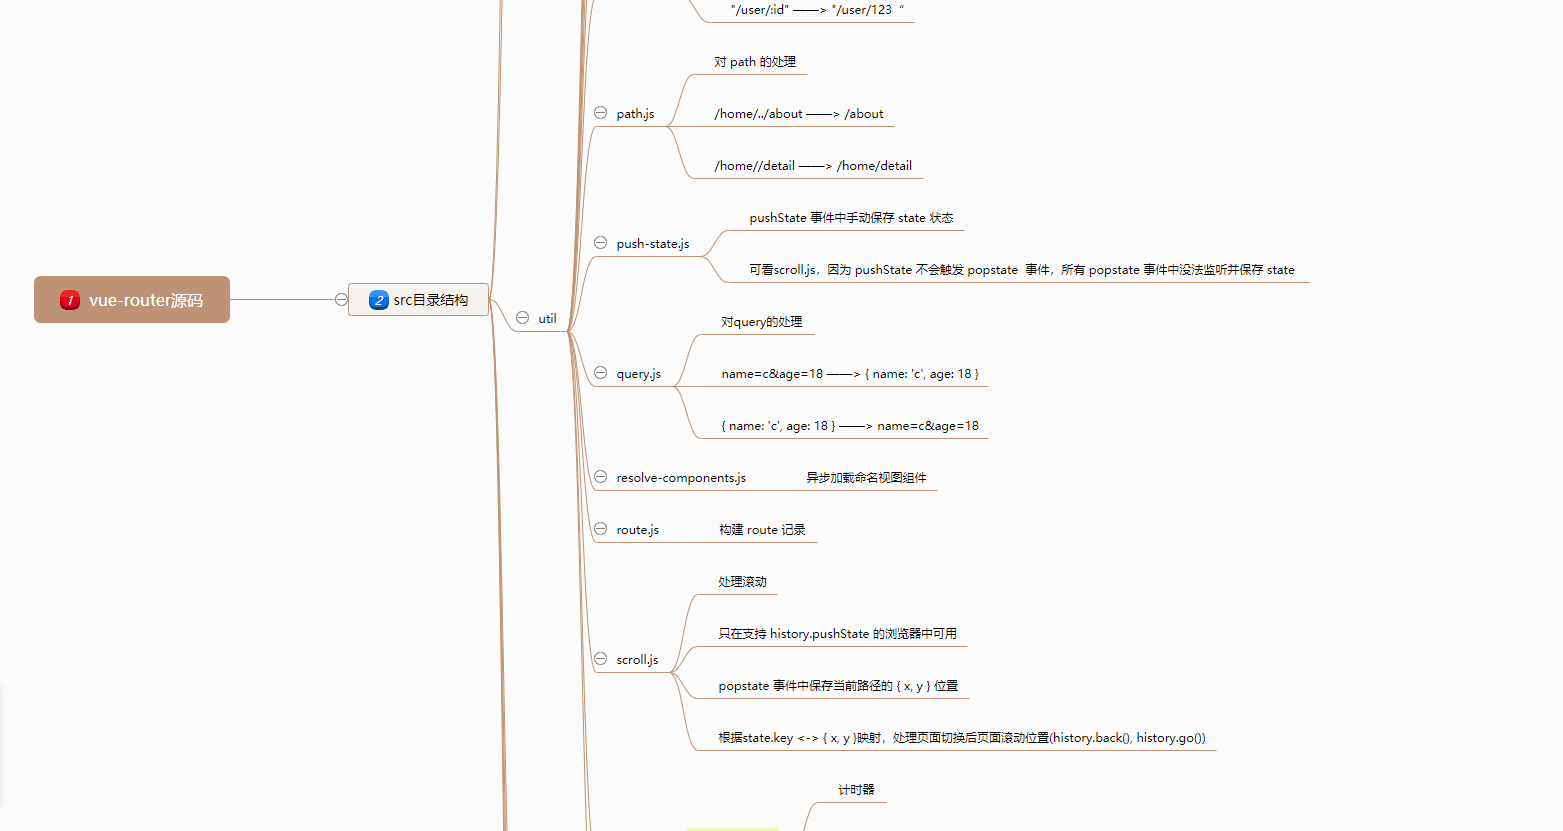 "/user/:id" ——> "/user/123 “
对 path 的处理
path.js
/home/../about ——> /about
/home//detail ——> /home/detail
pushState 事件中手动保存 state 状态
push-state.js
可看scroll.js，因为 pushState 不会触发 popstate  事件，所有 popstate 事件中没法监听并保存 state
1 vue-router源码
2 src目录结构
util
对query的处理
query.js
name=c&age=18 ——> { name: 'c', age: 18 }
{ name: 'c', age: 18 } ——> name=c&age=18
resolve-components.js
异步加载命名视图组件
route.js
构建 route 记录
处理滚动
只在支持 history.pushState 的浏览器中可用
scroll.js
popstate 事件中保存当前路径的 { x, y } 位置
根据state.key <-> { x, y }映射，处理页面切换后页面滚动位置(history.back(), history.go())
计时器